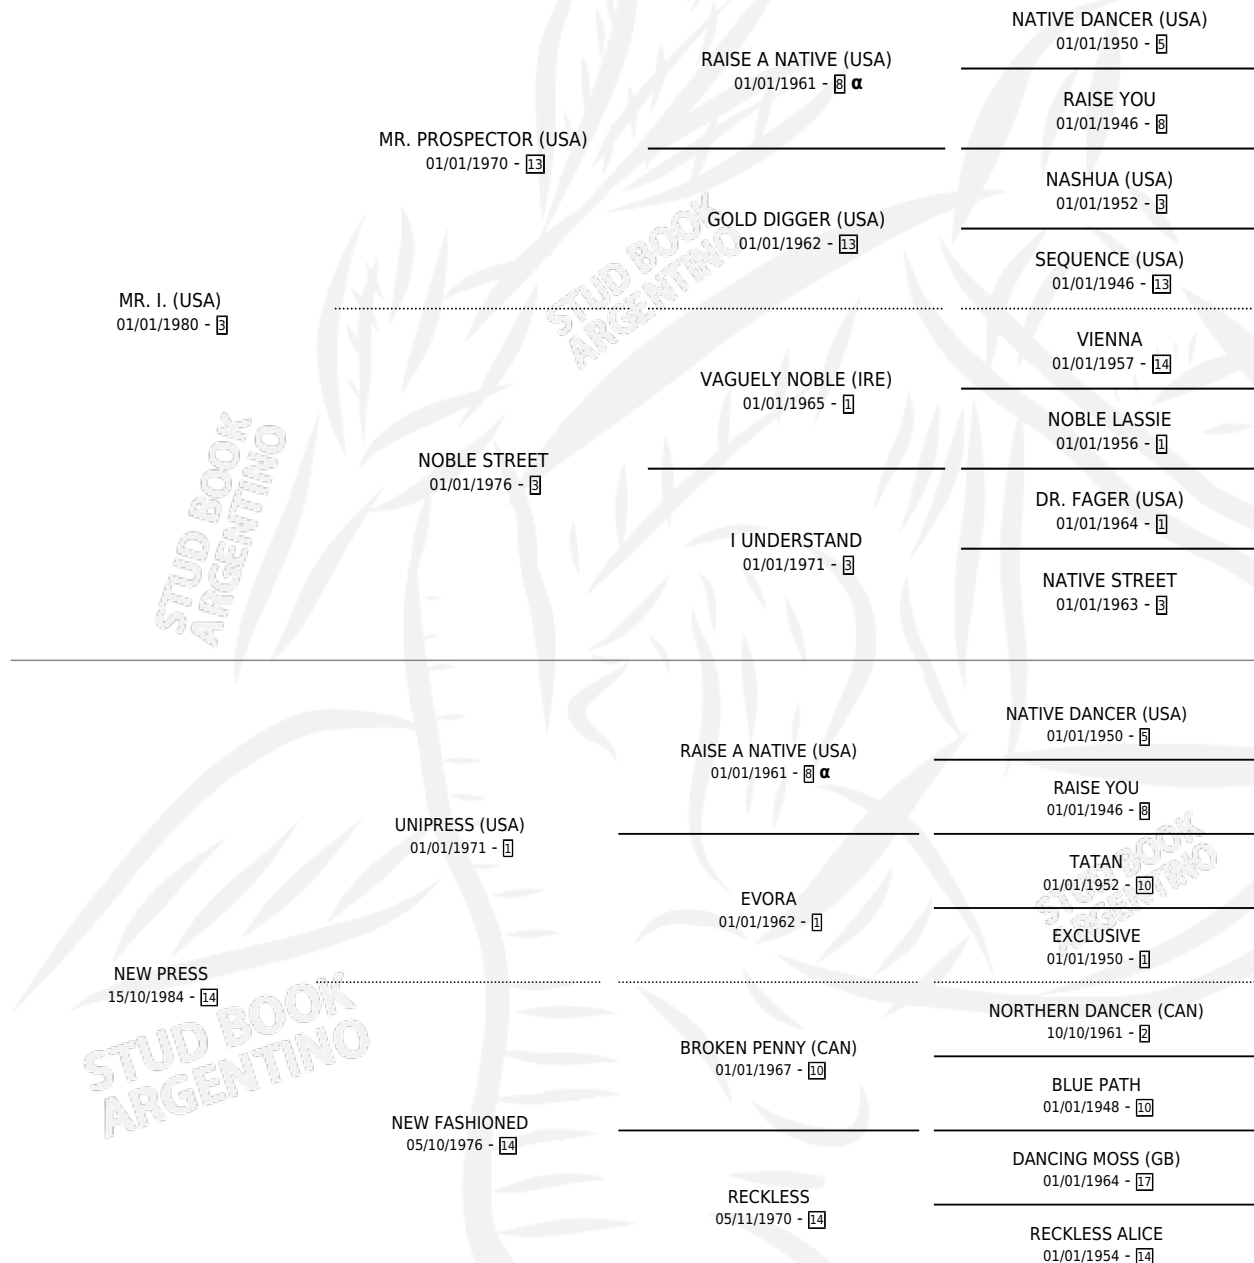 NATIVE DANCER (USA)
01/01/1950 - 5
RAISE A NATIVE (USA)
01/01/1961 - 8 α
RAISE YOU
01/01/1946 - 8
MR. PROSPECTOR (USA)
01/01/1970 - 13
NASHUA (USA)
01/01/1952 - 3
GOLD DIGGER (USA)
01/01/1962 - 13
SEQUENCE (USA)
01/01/1946 - 13
STUD BOOK
ARGENTINO
MR. I. (USA)
01/01/1980 - 3
VIENNA
01/01/1957 - 14
VAGUELY NOBLE (IRE)
01/01/1965 - 1
NOBLE LASSIE
01/01/1956 - 1
NOBLE STREET
01/01/1976 - 3
DR. FAGER (USA)
01/01/1964 - 1
I UNDERSTAND
01/01/1971 - 3
NATIVE STREET
01/01/1963 - 3
STUD BOOK
ARGENTINO
NATIVE DANCER (USA)
01/01/1950 - 5
RAISE A NATIVE (USA)
01/01/1961 - 8 α
RAISE YOU
01/01/1946 - 8
UNIPRESS (USA)
01/01/1971 - 1
TATAN
01/01/1952 - 10
EVORA
01/01/1962 - 1
EXCLUSIVE
01/01/1950 - 1
STUD BOOK
ARGENTINO
NEW PRESS
15/10/1984 - 14
NORTHERN DANCER (CAN)
10/10/1961 - 2
BROKEN PENNY (CAN)
01/01/1967 - 10
BLUE PATH
01/01/1948 - 10
STUD BOOK
ARGENTINO
NEW FASHIONED
05/10/1976 - 14
DANCING MOSS (GB)
01/01/1964 - 17
RECKLESS
05/11/1970 - 14
RECKLESS ALICE
01/01/1954 - 14